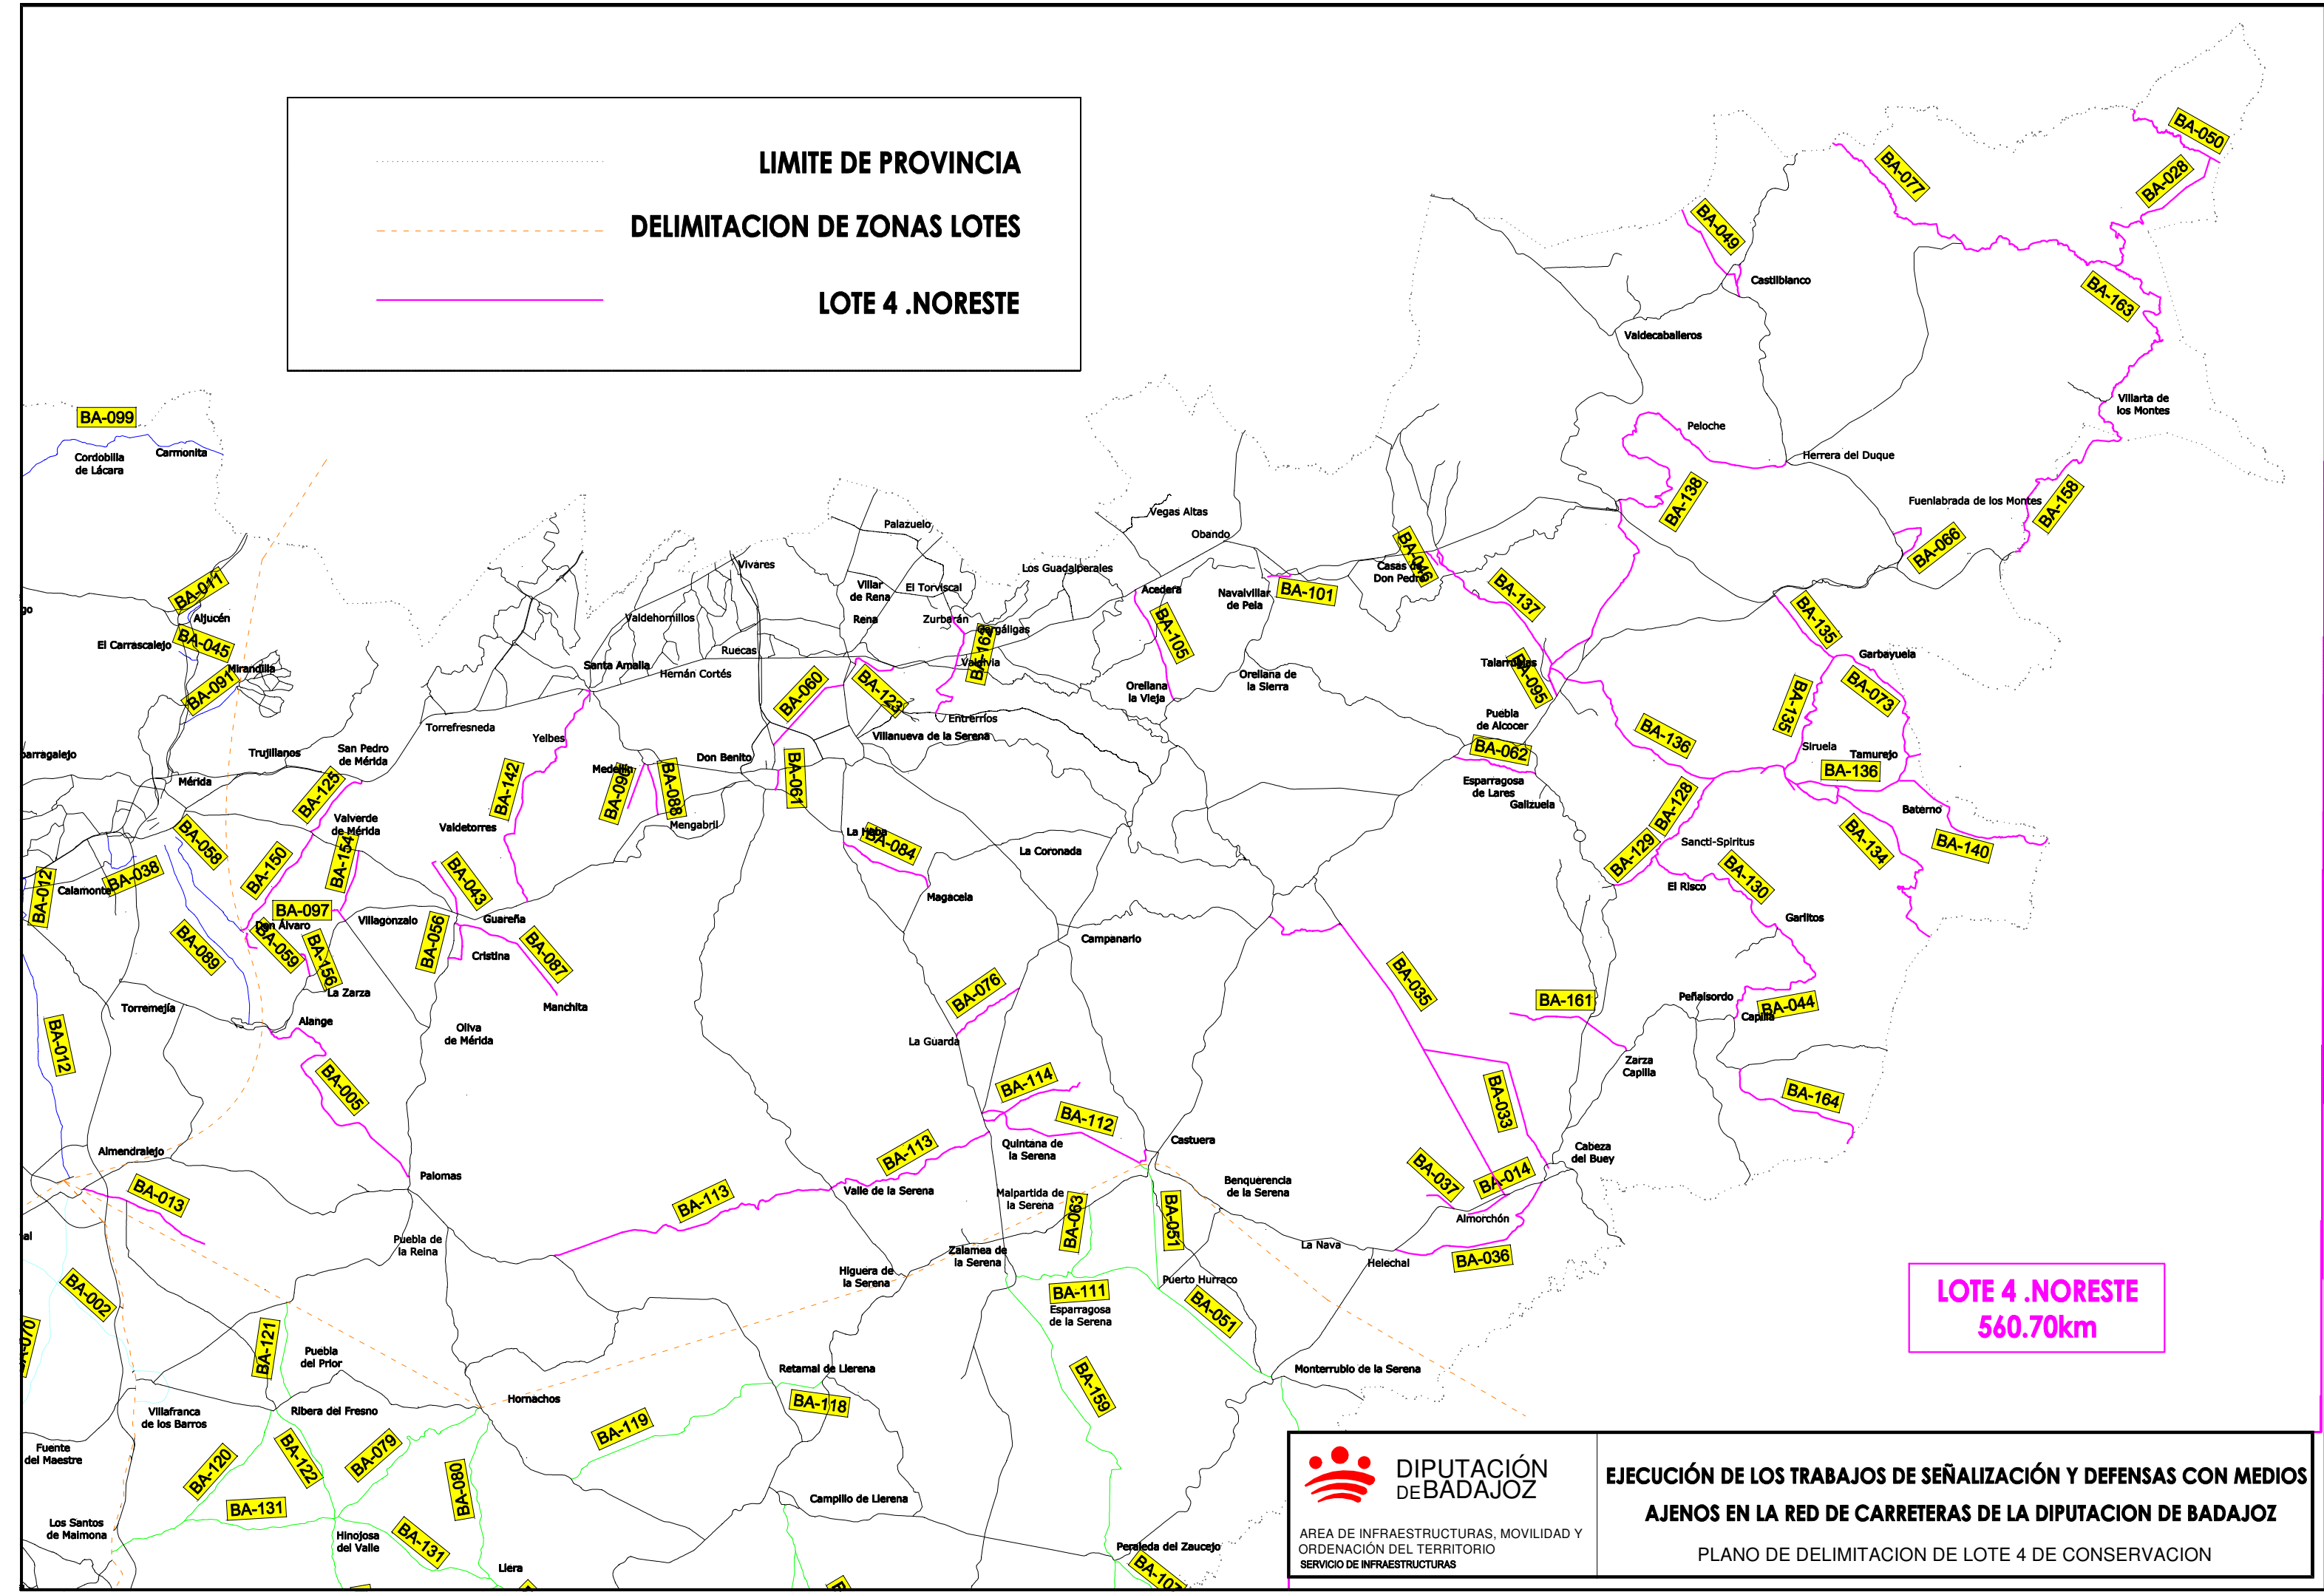 LIMITE DE PROVINCIA
DELIMITACION DE ZONAS LOTES
LOTE 4 .NORESTE
BA-050
BA-077
BA-028
BA-049
Castilblanco
BA-163
Valdecaballeros
Villarta de
los Montes
BA-099
Cordobilla
de Lácara
Carmonita
Peloche
Herrera del Duque
BA-138
Fuenlabrada de los Montes
BA-158
BA-066
Vegas Altas
Palazuelo
Obando
Vivares
Los Guadalperales
BA-046
Casas de
Don Pedro
BA-011
Villar
de Rena
El Torviscal
Acedera
Navalvillar
de Pela
BA-101
BA-137
Aljucén
Valdehornillos
Rena
Zurbarán
Gargáligas
BA-105
BA-135
El Carrascalejo
BA-045
Mirandilla
Ruecas
BA-162
Valdivia
Garbayuela
Santa Amalia
Hernán Cortés
Talarrubias
BA-095
BA-091
BA-060
BA-123
Orellana
la Vieja
Orellana de
la Sierra
BA-135
BA-073
Torrefresneda
Entrerríos
Puebla
de Alcocer
BA-136
Yelbes
Villanueva de la Serena
Siruela
Tamurejo
Trujillanos
San Pedro
de Mérida
Don Benito
BA-062
BA-136
Mérida
BA-125
BA-142
Medellín
BA-088
BA-061
Esparragosa
de Lares
Galizuela
BA-128
Baterno
Valverde
de Mérida
Valdetorres
Mengabril
La Haba
BA-084
BA-058
BA-154
La Coronada
Sancti-Spiritus
BA-134
BA-140
BA-150
BA-129
BA-012
Calamonte
BA-038
BA-043
Magacela
El Risco
BA-130
BA-097
Don Álvaro
BA-059
Villagonzalo
Guareña
BA-056
Garlitos
BA-089
BA-156
Cristina
BA-087
Campanario
La Zarza
BA-076
BA-035
BA-161
Peñalsordo
BA-044
Capilla
Torremejía
Manchita
Alange
Oliva
de Mérida
La Guarda
BA-012
Zarza
Capilla
BA-005
BA-114
BA-033
BA-164
BA-112
Almendralejo
Quintana de
la Serena
Castuera
Cabeza
del Buey
BA-113
Palomas
Valle de la Serena
BA-037
BA-014
BA-013
BA-113
Malpartida de
la Serena
BA-063
Benquerencia
de la Serena
BA-051
Almorchón
Puebla de
la Reina
Zalamea de
la Serena
La Nava
Helechal
BA-036
Higuera de
la Serena
Puerto Hurraco
BA-002
BA-111
Esparragosa
de la Serena
BA-051
LOTE 4 .NORESTE
560.70km
BA-121
Puebla
del Prior
Retamal de Llerena
Monterrubio de la Serena
BA-159
Hornachos
BA-118
Villafranca
de los Barros
Ribera del Fresno
BA-119
Fuente
del Maestre
BA-120
BA-122
BA-079
BA-080
Campillo de Llerena
BA-131
Los Santos
de Maimona
Hinojosa
del Valle
BA-131
Llera
Peraleda del Zaucejo
BA-107
DIPUTACIÓN
DE BADAJOZ
AREA DE INFRAESTRUCTURAS, MOVILIDAD Y
ORDENACIÓN DEL TERRITORIO
SERVICIO DE INFRAESTRUCTURAS
EJECUCIÓN DE LOS TRABAJOS DE SEÑALIZACIÓN Y DEFENSAS CON MEDIOS
AJENOS EN LA RED DE CARRETERAS DE LA DIPUTACION DE BADAJOZ
PLANO DE DELIMITACION DE LOTE 4 DE CONSERVACION